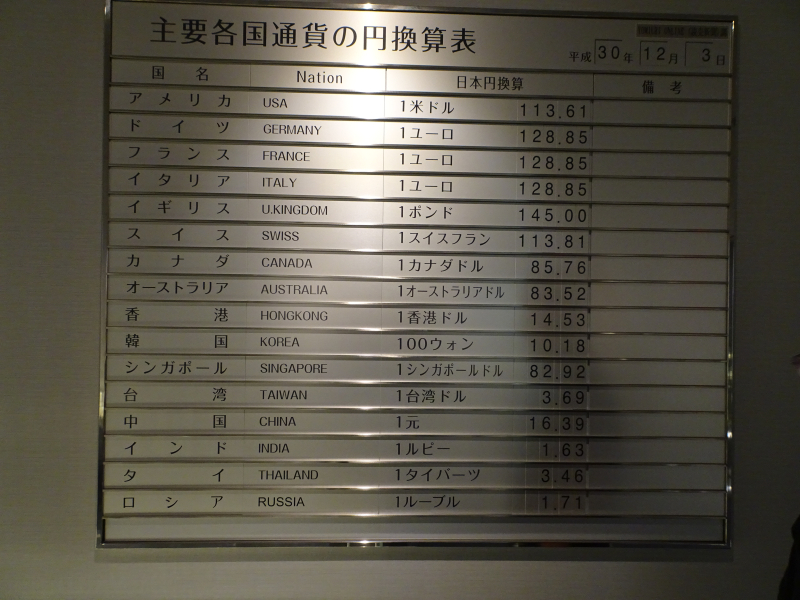 主要各国通貨の円換算表
平成 30年 12月 3日
国名 Nation 日本円換算 備考
アメリカ USA 1米ドル 113.61
ドイツ GERMANY 1ユーロ 128.85
フランス FRANCE 1ユーロ 128.85
イタリア ITALY 1ユーロ 128.85
イギリス U.KINGDOM 1ポンド 145.00
スイス SWISS 1スイスフラン 113.81
カナダ CANADA 1カナダドル 85.76
オーストラリア AUSTRALIA 1オーストラリアドル 83.52
香港 HONGKONG 1香港ドル 14.53
韓国 KOREA 100ウォン 10.18
シンガポール SINGAPORE 1シンガポールドル 82.92
台湾 TAIWAN 1台湾ドル 3.69
中国 CHINA 1元 16.39
インド INDIA 1ルピー 1.63
タイ THAILAND 1タイバーツ 3.46
ロシア RUSSIA 1ルーブル 1.71